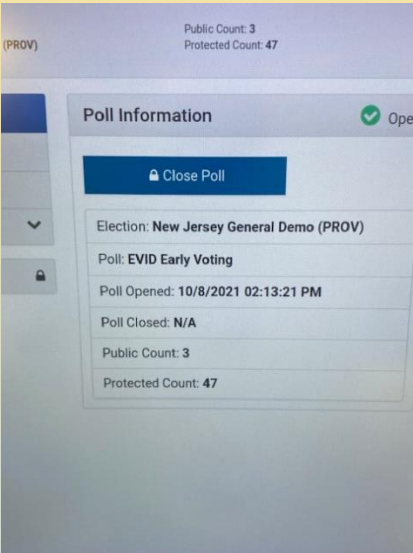 Public Count: 3
(PROV)
Protected Count: 47
Poll Information
Ope
Close Poll
Election: New Jersey General Demo (PROV)
Poll: EVID Early Voting
Poll Opened: 10/8/2021 02:13:21 PM
Poll Closed: N/A
Public Count: 3
Protected Count: 47